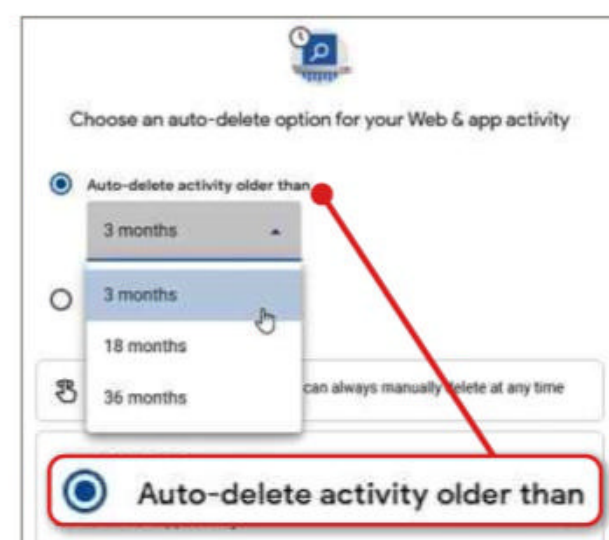 Choose an auto-delete option for your Web & app activity
Auto-delete activity older than
3 months
3 months
18 months
36 months
can always manually delete at any time
Auto-delete activity older than